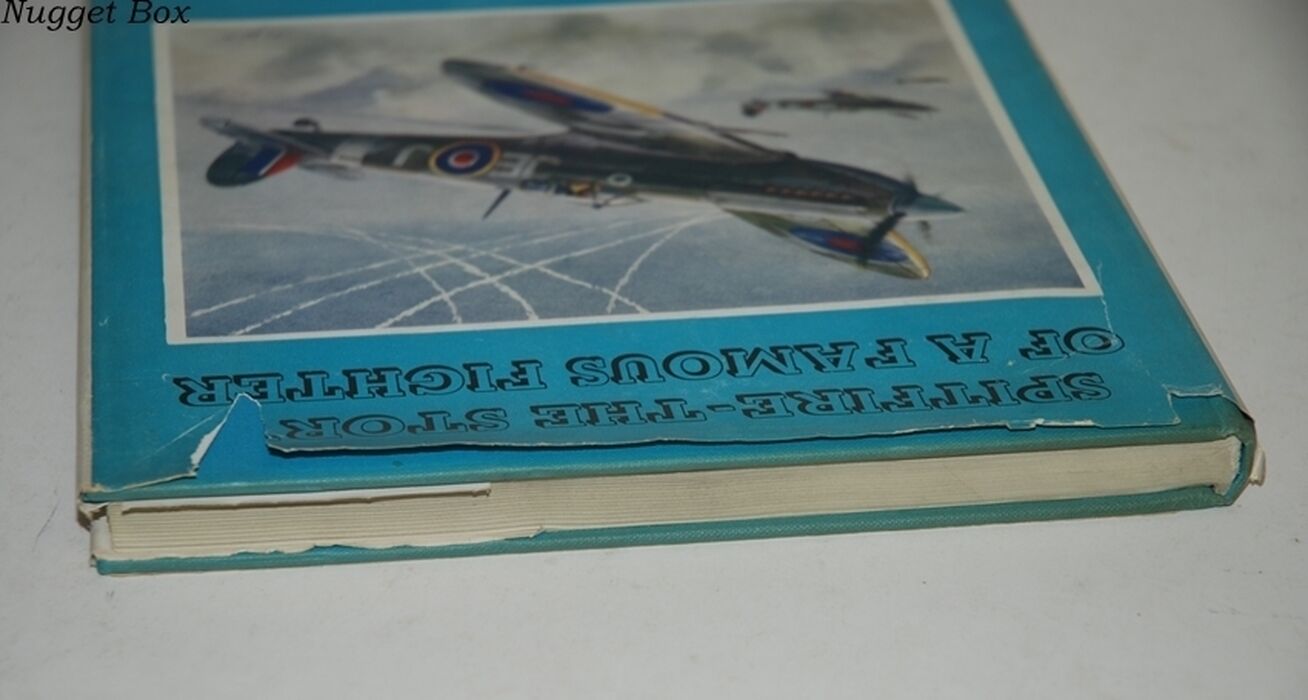 Nugget Box
SPITFIRE-THE STOR
OF A FAMOUS FIGHTER